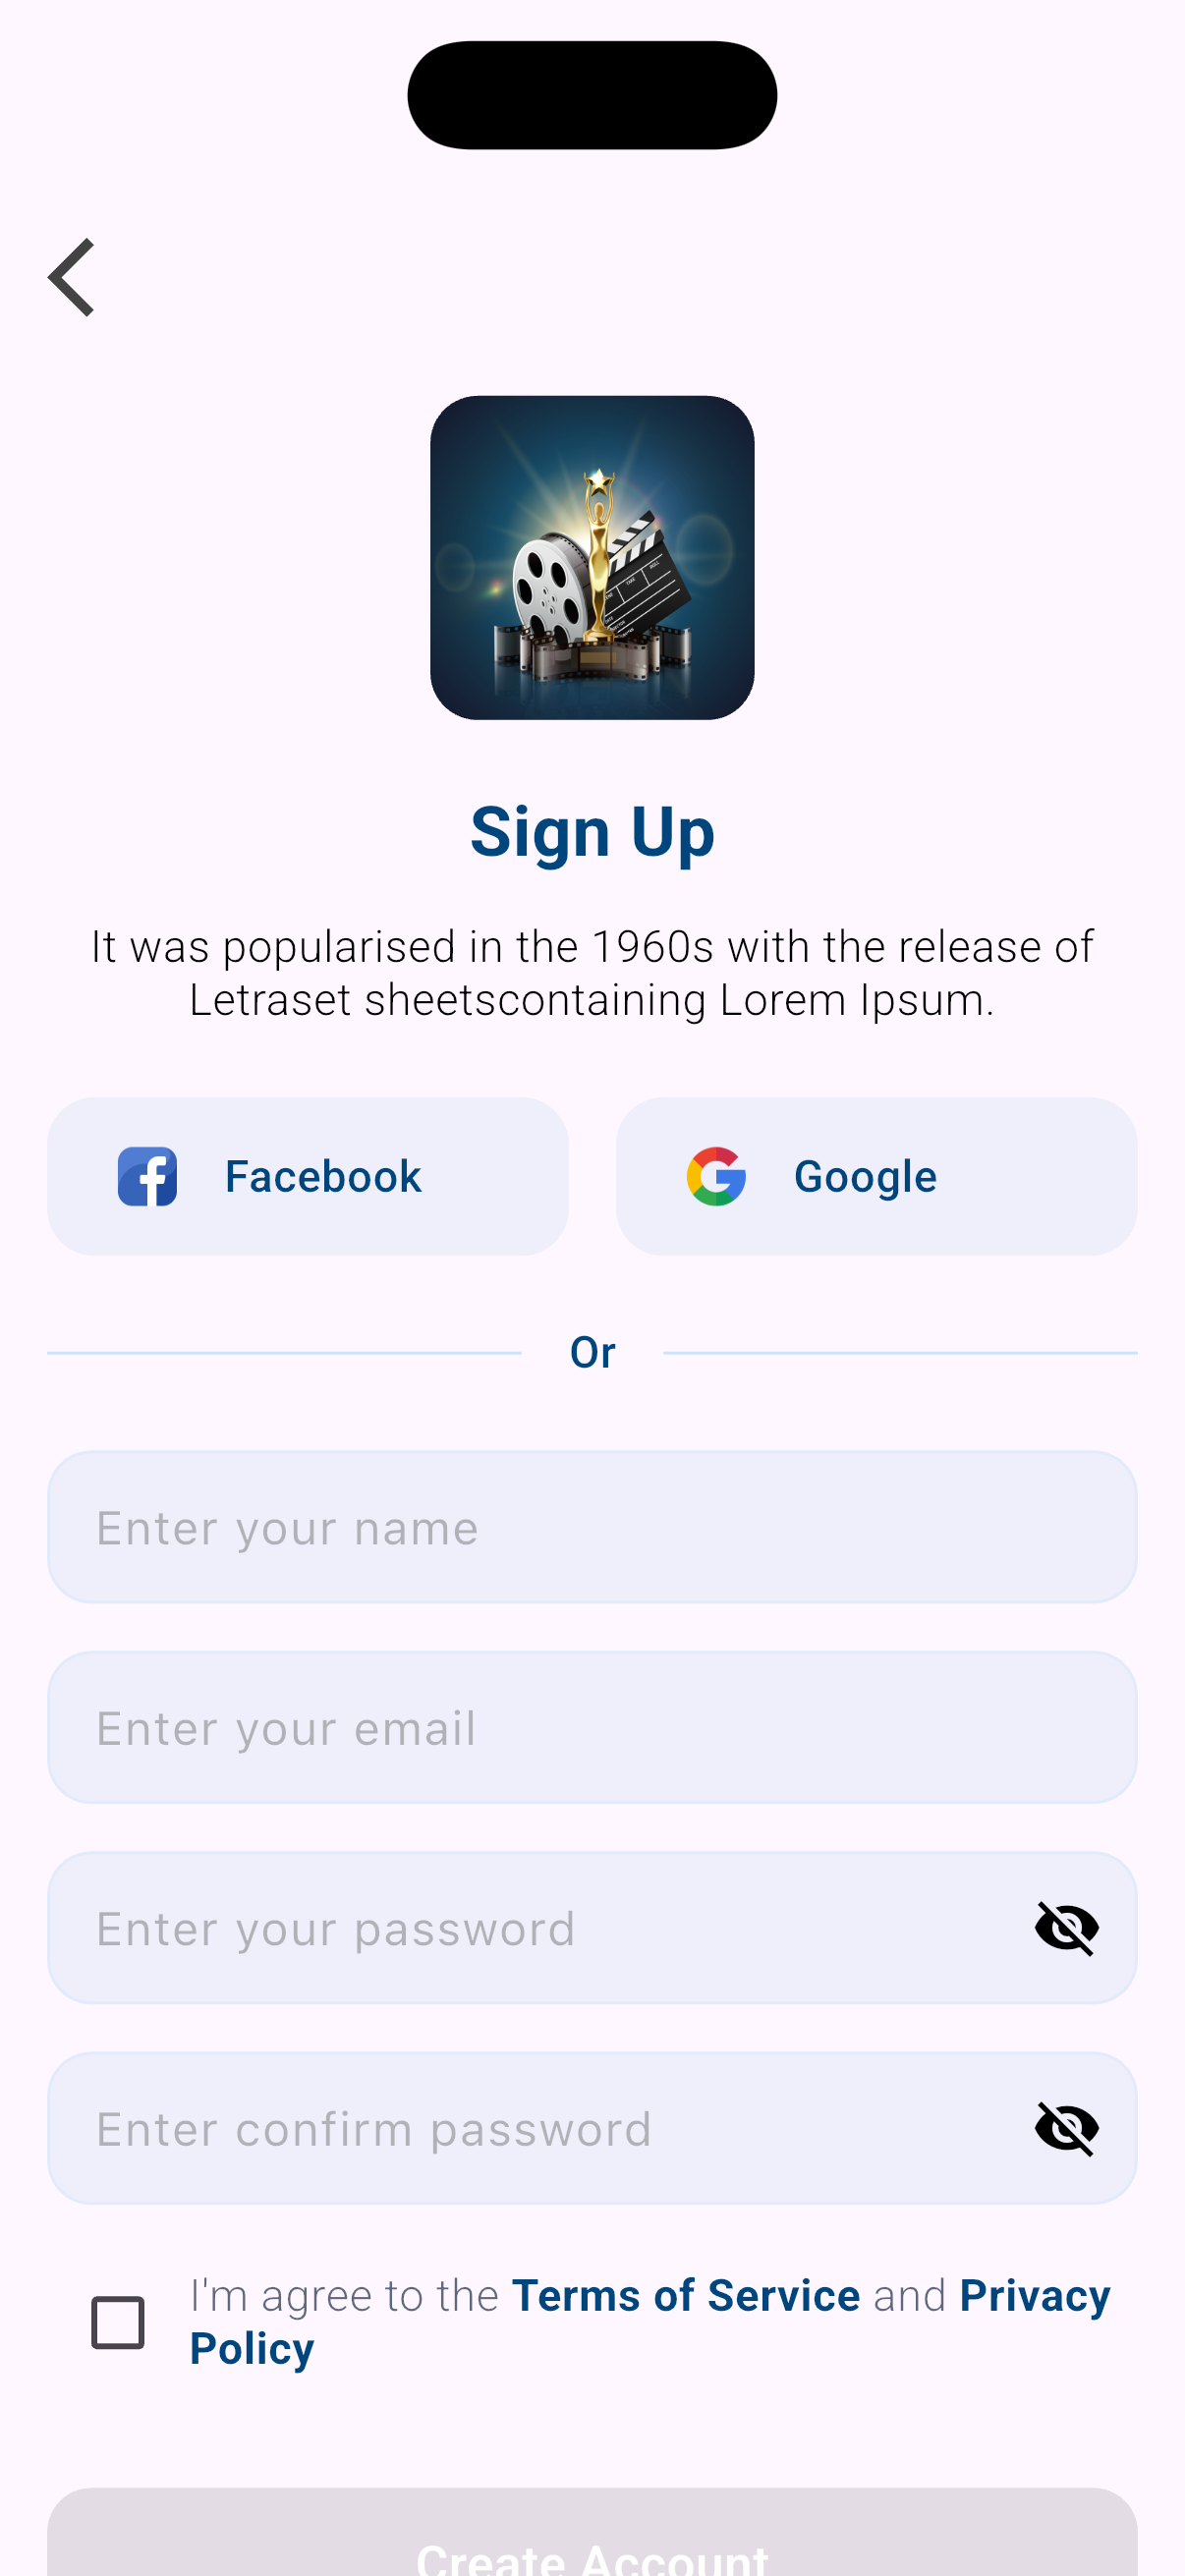 Sign Up
It was popularised in the 1960s with the release of
Letraset sheetscontaining Lorem Ipsum.
Facebook
Google
Or
Enter your name
Enter your email
Enter your password
Enter confirm password
I'm agree to the Terms of Service and Privacy
Policy
Create Account